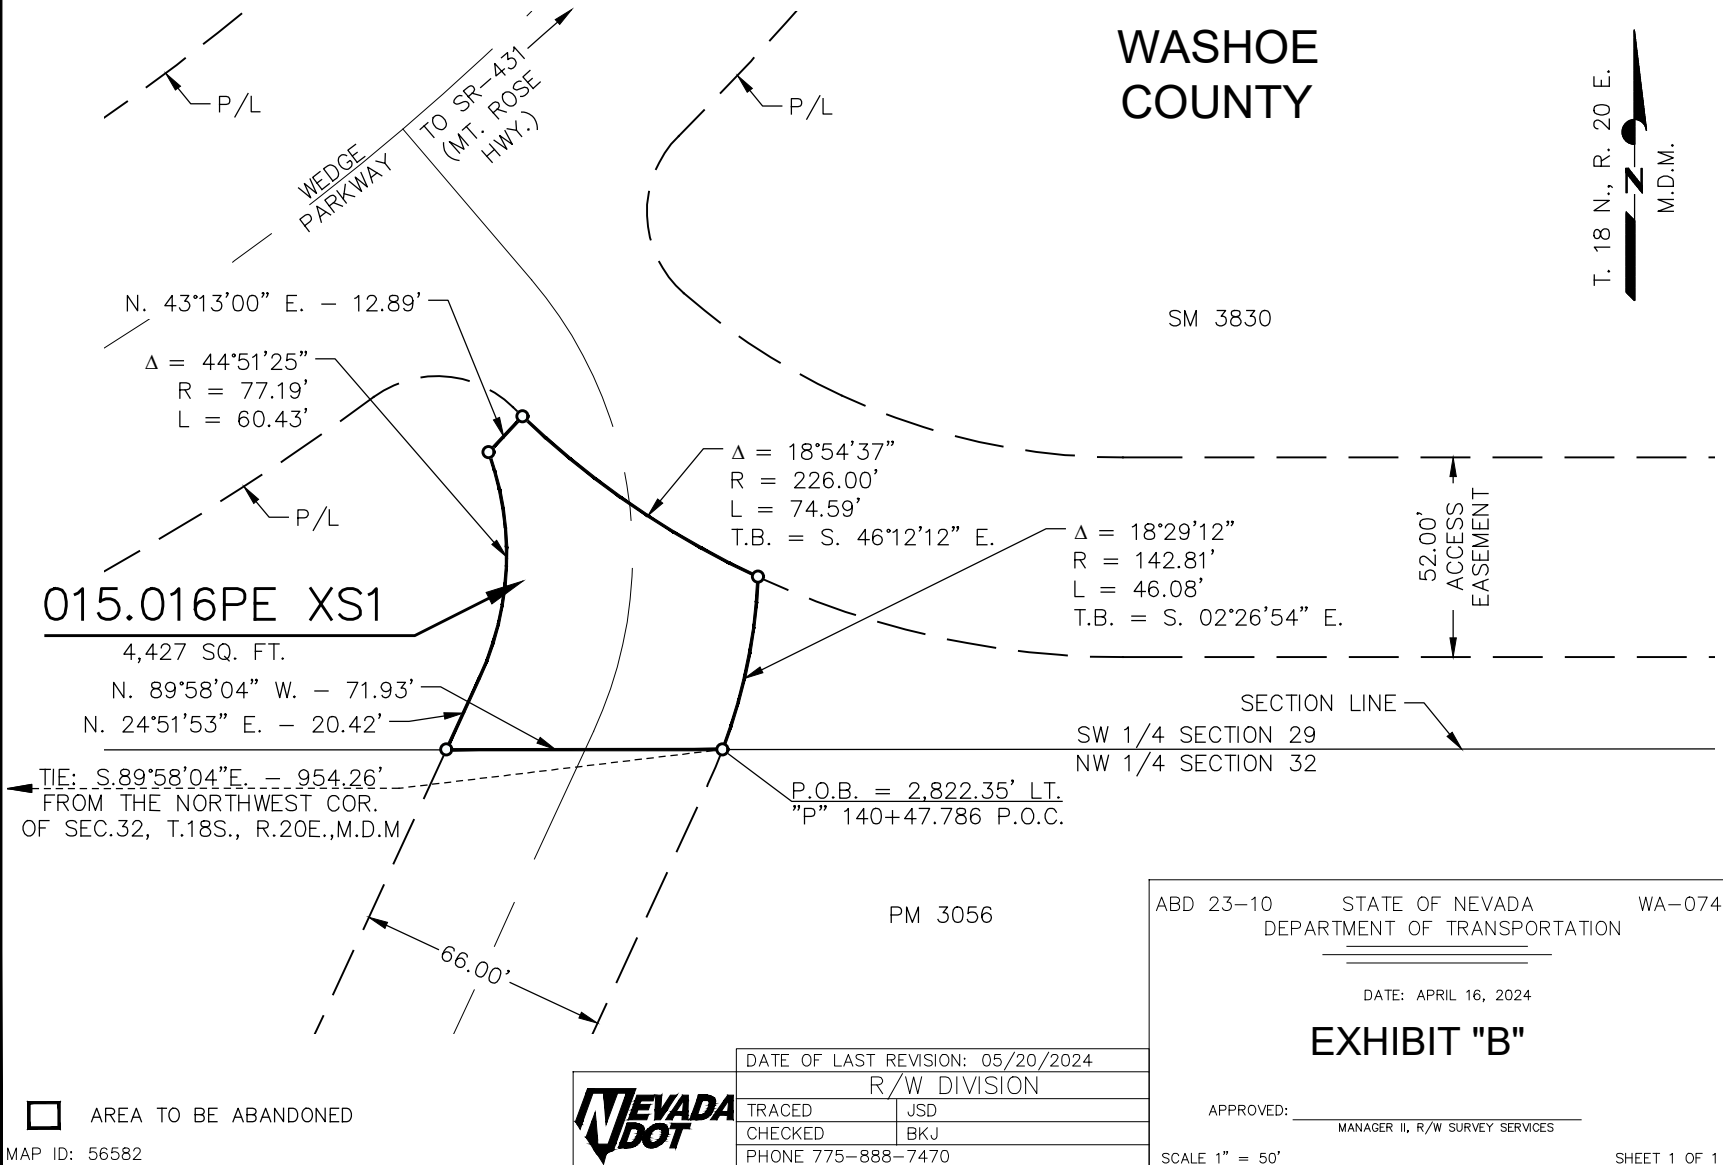 WASHOE
COUNTY
T. 18 N., R. 20 E.
M.D.M.
N
P/L
P/L
TO SR-431
(MT. ROSE
HWY.)
WEDGE
PARKWAY
N. 43°13'00" E. - 12.89'
SM 3830
Δ = 44°51'25"
R = 77.19'
L = 60.43'
P/L
Δ = 18°54'37"
R = 226.00'
L = 74.59'
T.B. = S. 46°12'12" E.
Δ = 18°29'12"
R = 142.81'
L = 46.08'
T.B. = S. 02°26'54" E.
52.00'
ACCESS
EASEMENT
015.016PE XS1
4,427 SQ. FT.
N. 89°58'04" W. - 71.93'
N. 24°51'53" E. - 20.42'
SECTION LINE
SW 1/4 SECTION 29
NW 1/4 SECTION 32
TIE: S.89°58'04"E. - 954.26'
FROM THE NORTHWEST COR.
OF SEC.32, T.18S., R.20E.,M.D.M
P.O.B. = 2,822.35' LT.
"P" 140+47.786 P.O.C.
PM 3056
66.00'
ABD 23-10 STATE OF NEVADA WA-074
DEPARTMENT OF TRANSPORTATION
DATE: APRIL 16, 2024
EXHIBIT "B"
APPROVED:
MANAGER II, R/W SURVEY SERVICES
SCALE 1" = 50' SHEET 1 OF 1
DATE OF LAST REVISION: 05/20/2024
R/W DIVISION
TRACED JSD
CHECKED BKJ
PHONE 775-888-7470
NEVADA
DOT
AREA TO BE ABANDONED
MAP ID: 56582